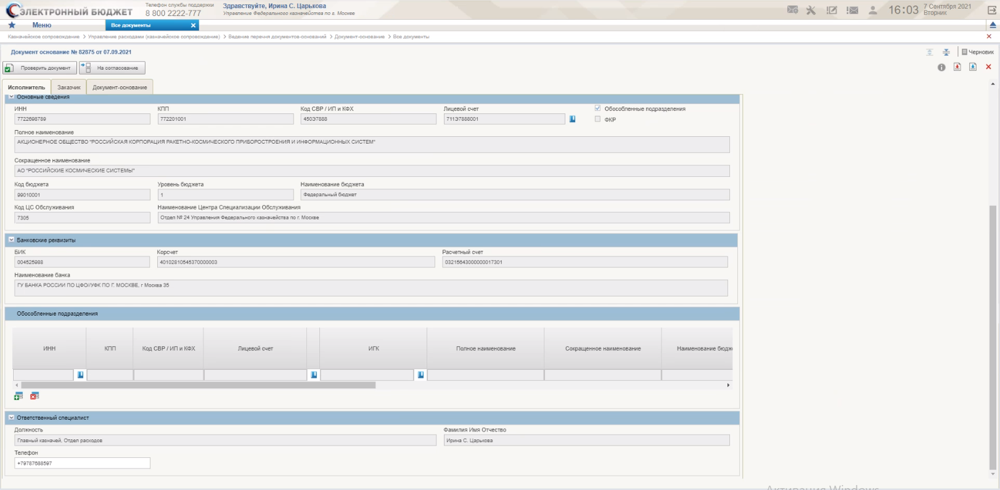 ЭЛЕКТРОННЫЙ БЮДЖЕТ
Телефон службы поддержки
8 800 2222-777
Здравствуйте, Ирина С. Царькова
Управление Федерального казначейства по г. Москве
16:03
7 Сентября 2021
Вторник
Меню
Все документы
Казначейское сопровождение > Управление расходами (казначейское сопровождение) > Ведение перечня документов-оснований > Документ-основание > Все документы
Документ основание № 82875 от 07.09.2021
Черновик
Проверить документ
На согласование
Исполнитель
Заказчик
Документ-основание
Основные сведения
ИНН
КПП
Код СВР / ИП и КФХ
Лицевой счет
Обособленные подразделения
7722698789
772201001
450Э7888
711Э7888001
ФКР
Полное наименование
АКЦИОНЕРНОЕ ОБЩЕСТВО "РОССИЙСКАЯ КОРПОРАЦИЯ РАКЕТНО-КОСМИЧЕСКОГО ПРИБОРОСТРОЕНИЯ И ИНФОРМАЦИОННЫХ СИСТЕМ"
Сокращенное наименование
АО "РОССИЙСКИЕ КОСМИЧЕСКИЕ СИСТЕМЫ"
Код бюджета
Уровень бюджета
Наименование бюджета
99010001
1
Федеральный бюджет
Код ЦС Обслуживания
Наименование Центра Специализации Обслуживания
7305
Отдел № 24 Управления Федерального казначейства по г. Москве
Банковские реквизиты
БИК
Корсчет
Расчетный счет
004525988
40102810545370000003
03215643000000017301
Наименование банка
ГУ БАНКА РОССИИ ПО ЦФО//УФК ПО Г. МОСКВЕ, г Москва 35
Обособленные подразделения
ИНН
КПП
Код СВР / ИП и КФХ
Лицевой счет
ИГК
Полное наименование
Сокращенное наименование
Наименование бюдж
Ответственный специалист
Должность
Фамилия Имя Отчество
Главный казначей, Отдел расходов
Ирина С. Царькова
Телефон
+79787688597
Активация Windows